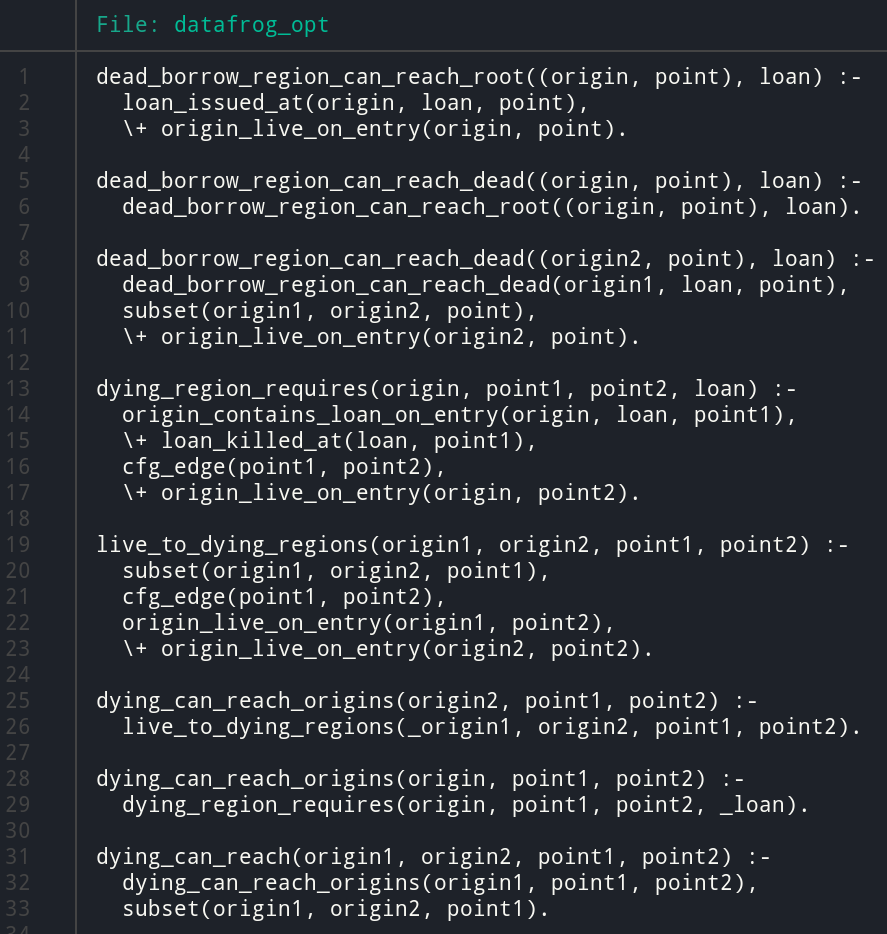 File: datafrog_opt
1 dead_borrow_region_can_reach_root((origin, point), loan) :-
2   loan_issued_at(origin, loan, point),
3   \+ origin_live_on_entry(origin, point).
4
5 dead_borrow_region_can_reach_dead((origin, point), loan) :-
6   dead_borrow_region_can_reach_root((origin, point), loan).
7
8 dead_borrow_region_can_reach_dead((origin2, point), loan) :-
9   dead_borrow_region_can_reach_dead(origin1, loan, point),
10   subset(origin1, origin2, point),
11   \+ origin_live_on_entry(origin2, point).
12
13 dying_region_requires(origin, point1, point2, loan) :-
14   origin_contains_loan_on_entry(origin, loan, point1),
15   \+ loan_killed_at(loan, point1),
16   cfg_edge(point1, point2),
17   \+ origin_live_on_entry(origin, point2).
18
19 live_to_dying_regions(origin1, origin2, point1, point2) :-
20   subset(origin1, origin2, point1),
21   cfg_edge(point1, point2),
22   origin_live_on_entry(origin1, point2),
23   \+ origin_live_on_entry(origin2, point2).
24
25 dying_can_reach_origins(origin2, point1, point2) :-
26   live_to_dying_regions(_origin1, origin2, point1, point2).
27
28 dying_can_reach_origins(origin, point1, point2) :-
29   dying_region_requires(origin, point1, point2, _loan).
30
31 dying_can_reach(origin1, origin2, point1, point2) :-
32   dying_can_reach_origins(origin1, point1, point2),
33   subset(origin1, origin2, point1).